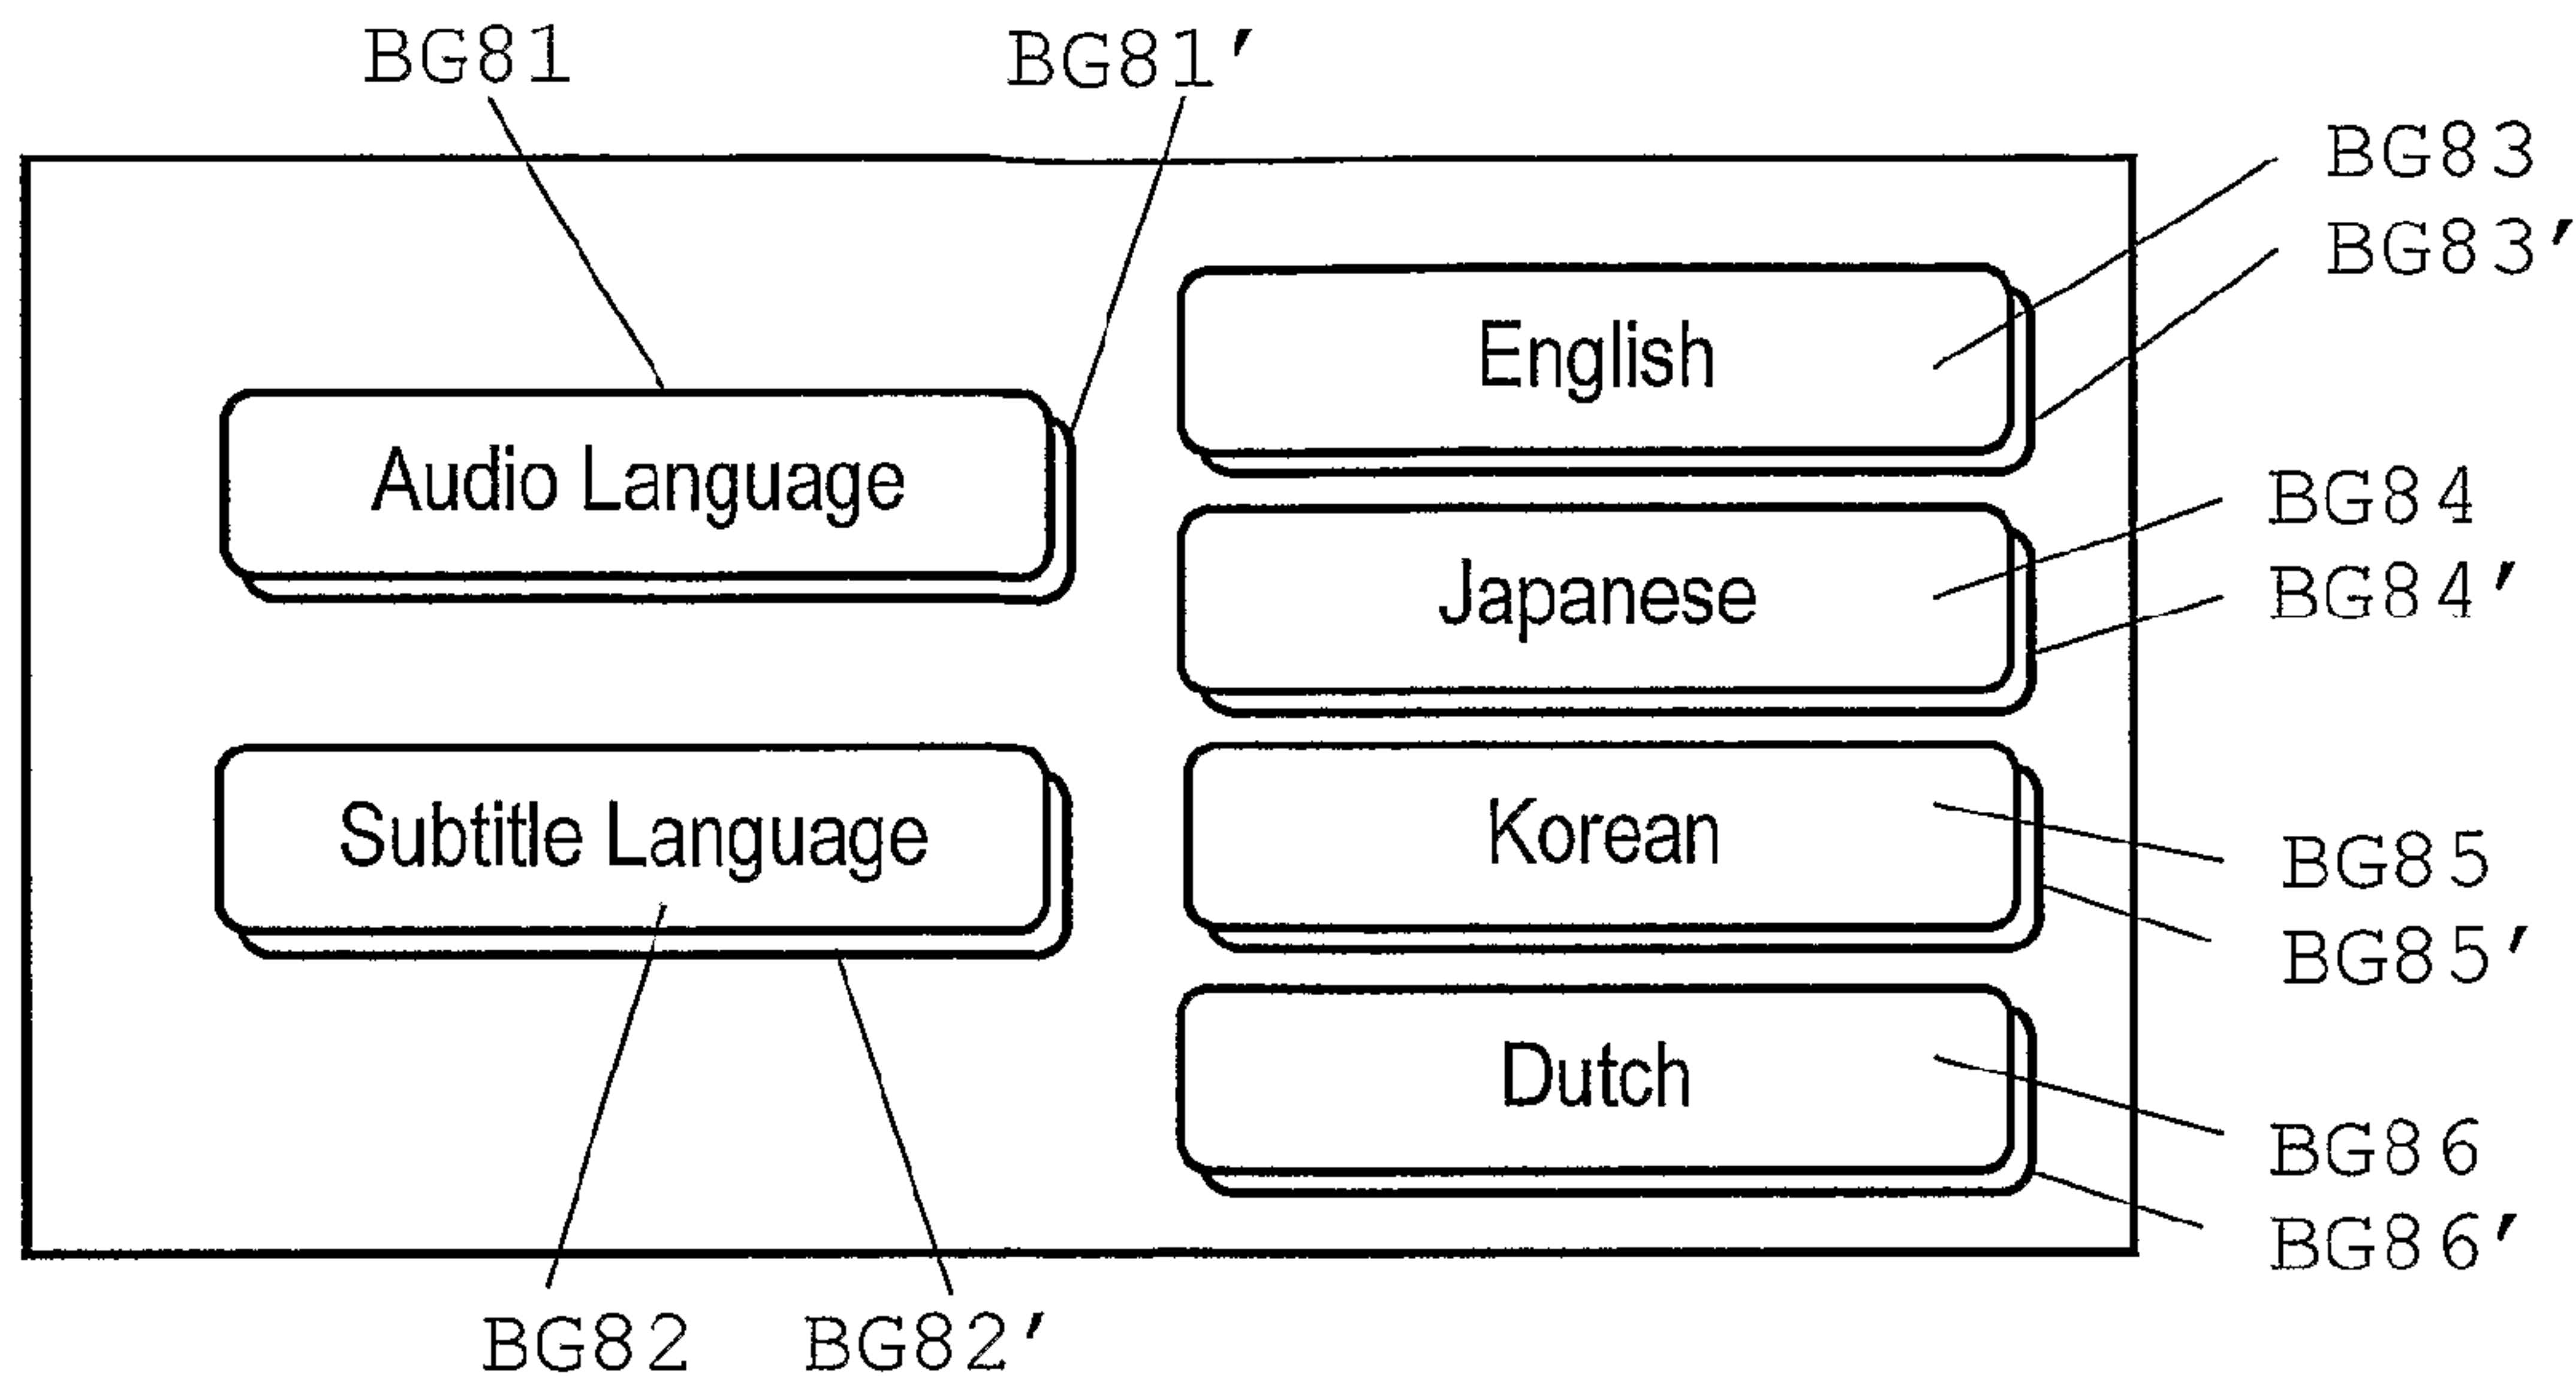 BG81
BG81'
BG83
BG83'
English
Audio Language
BG84
Japanese
BG84'
Subtitle Language
Korean
BG85
BG85'
Dutch
BG86
BG86'
BG82
BG82'